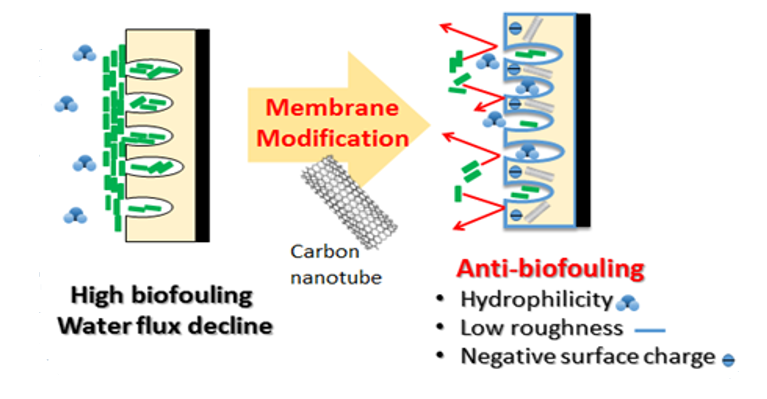 Membrane
Modification
Carbon
nanotube
High biofouling
Water flux decline
Anti-biofouling
• Hydrophilicity
• Low roughness
• Negative surface charge